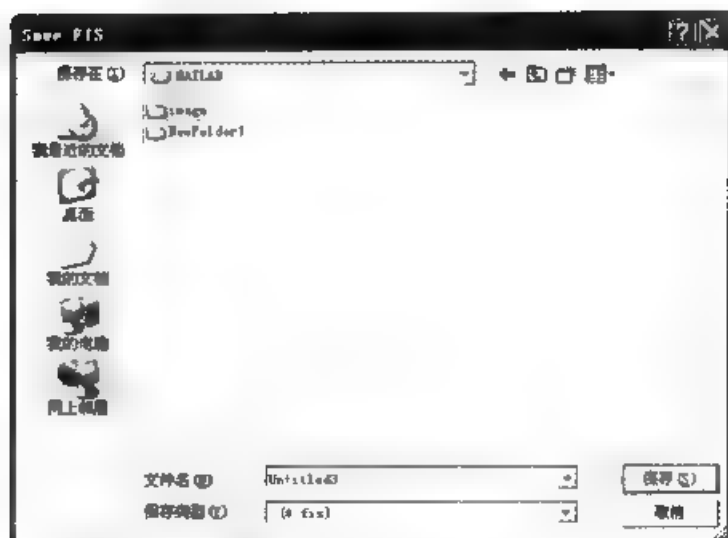 Save FIS
保存在(I)
MATLAB
image
NewFolder1
我最近的文档
桌面
我的文档
我的电脑
网上邻居
文件名(N)
Untitled3
保存(S)
保存类型(T)
(*.fis)
取消